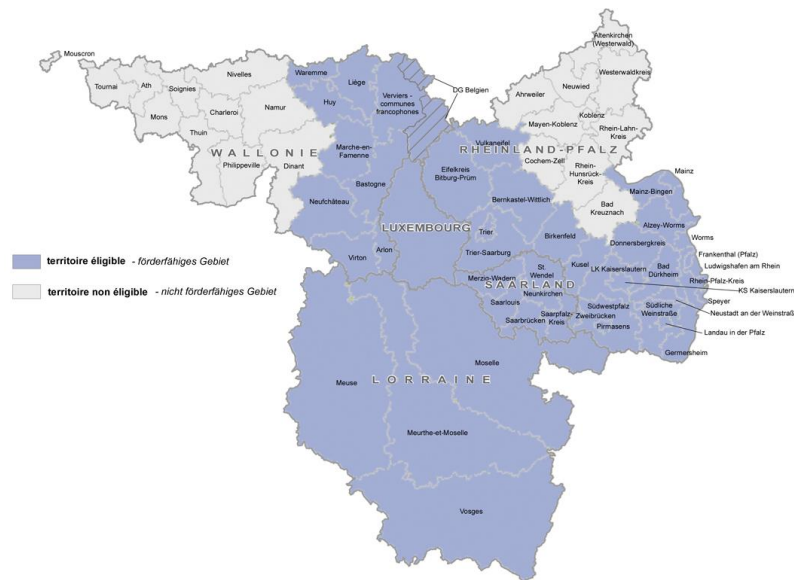 Mouscron
Tournai
Ath
Soignies
Nivelles
Mons
Charleroi
Namur
Thuin
WALLONIE
Philippeville
Dinant
Waremme
Liège
Huy
Verviers -
communes
francophones
DG Belgien
Marche-en-
Famenne
Bastogne
Neufchâteau
Virton
Arlon
LUXEMBOURG
Altenkirchen
(Westerwald)
Westerwaldkreis
Ahrweiler
Neuwied
Koblenz
Mayen-Koblenz
Rhein-Lahn-
Kreis
Vulkaneifel
RHEINLAND-PFALZ
Cochem-Zell
Rhein-
Hunsrück-
Kreis
Eifelkreis
Bitburg-Prüm
Bernkastel-Wittlich
Bad
Kreuznach
Mainz
Mainz-Bingen
Alzey-Worms
Worms
Trier
Birkenfeld
Donnersbergkreis
Frankenthal (Pfalz)
Trier-Saarburg
Kusel
LK Kaiserslautern
Bad
Dürkheim
Ludwigshafen am Rhein
Rhein-Pfalz-Kreis
KS Kaiserslautern
Merzig-Wadern
St.
Wendel
SAARLAND
Neunkirchen
Saarlouis
Saarbrücken
Saarpfalz-
Kreis
Südwestpfalz
Zweibrücken
Pirmasens
Südliche
Weinstraße
Speyer
Neustadt an der Weinstraße
Landau in der Pfalz
Germersheim
territoire éligible - förderfähiges Gebiet
territoire non éligible - nicht förderfähiges Gebiet
Moselle
Meuse
LORRAINE
Meurthe-et-Moselle
Vosges